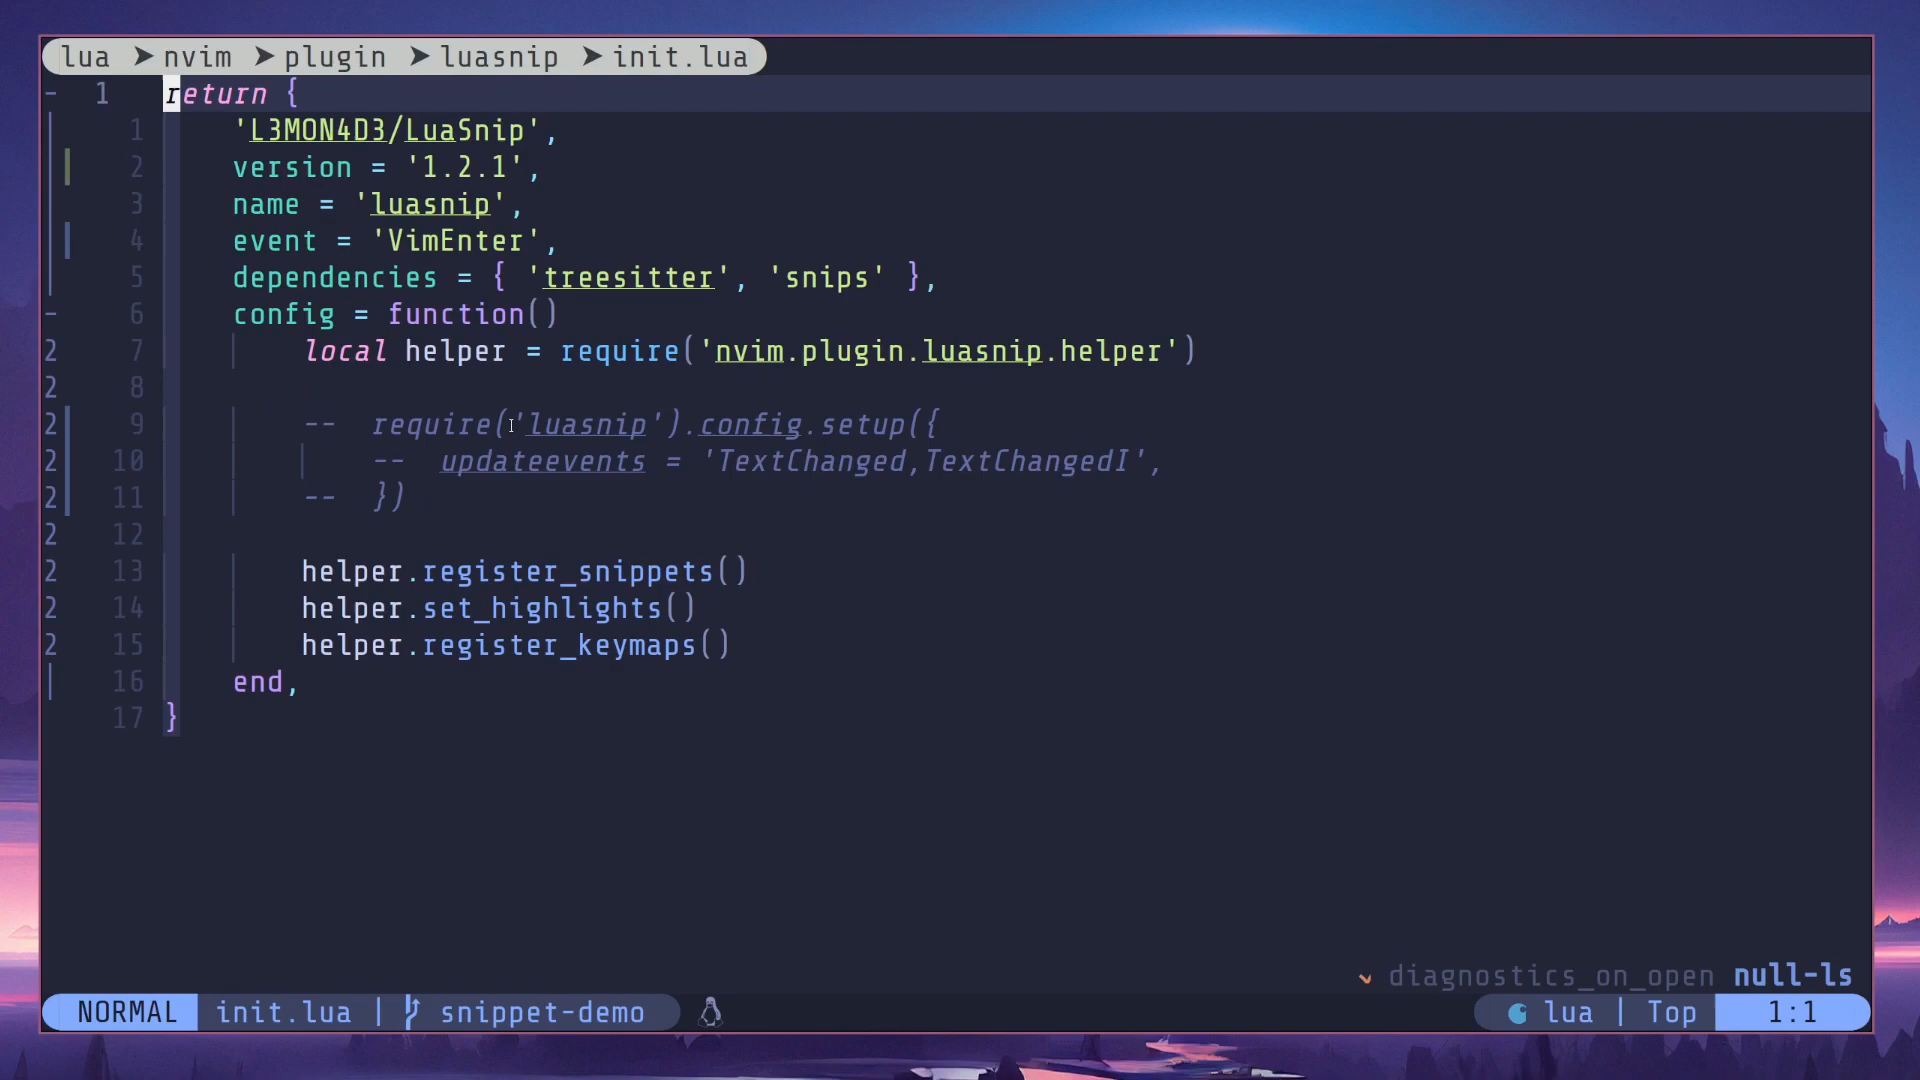 lua ➤ nvim ➤ plugin ➤ luasnip ➤ init.lua
- 1 return {
1 'L3MON4D3/LuaSnip',
2 version = '1.2.1',
3 name = 'luasnip',
4 event = 'VimEnter',
5 dependencies = { 'treesitter', 'snips' },
- 6 config = function()
2 7 local helper = require('nvim.plugin.luasnip.helper')
2 8
2 9 -- require('luasnip').config.setup({
2 10 -- updateevents = 'TextChanged,TextChangedI',
2 11 -- })
2 12
2 13 helper.register_snippets()
2 14 helper.set_highlights()
2 15 helper.register_keymaps()
16 end,
17 }
diagnostics_on_open null-ls
NORMAL init.lua | snippet-demo lua | Top 1:1